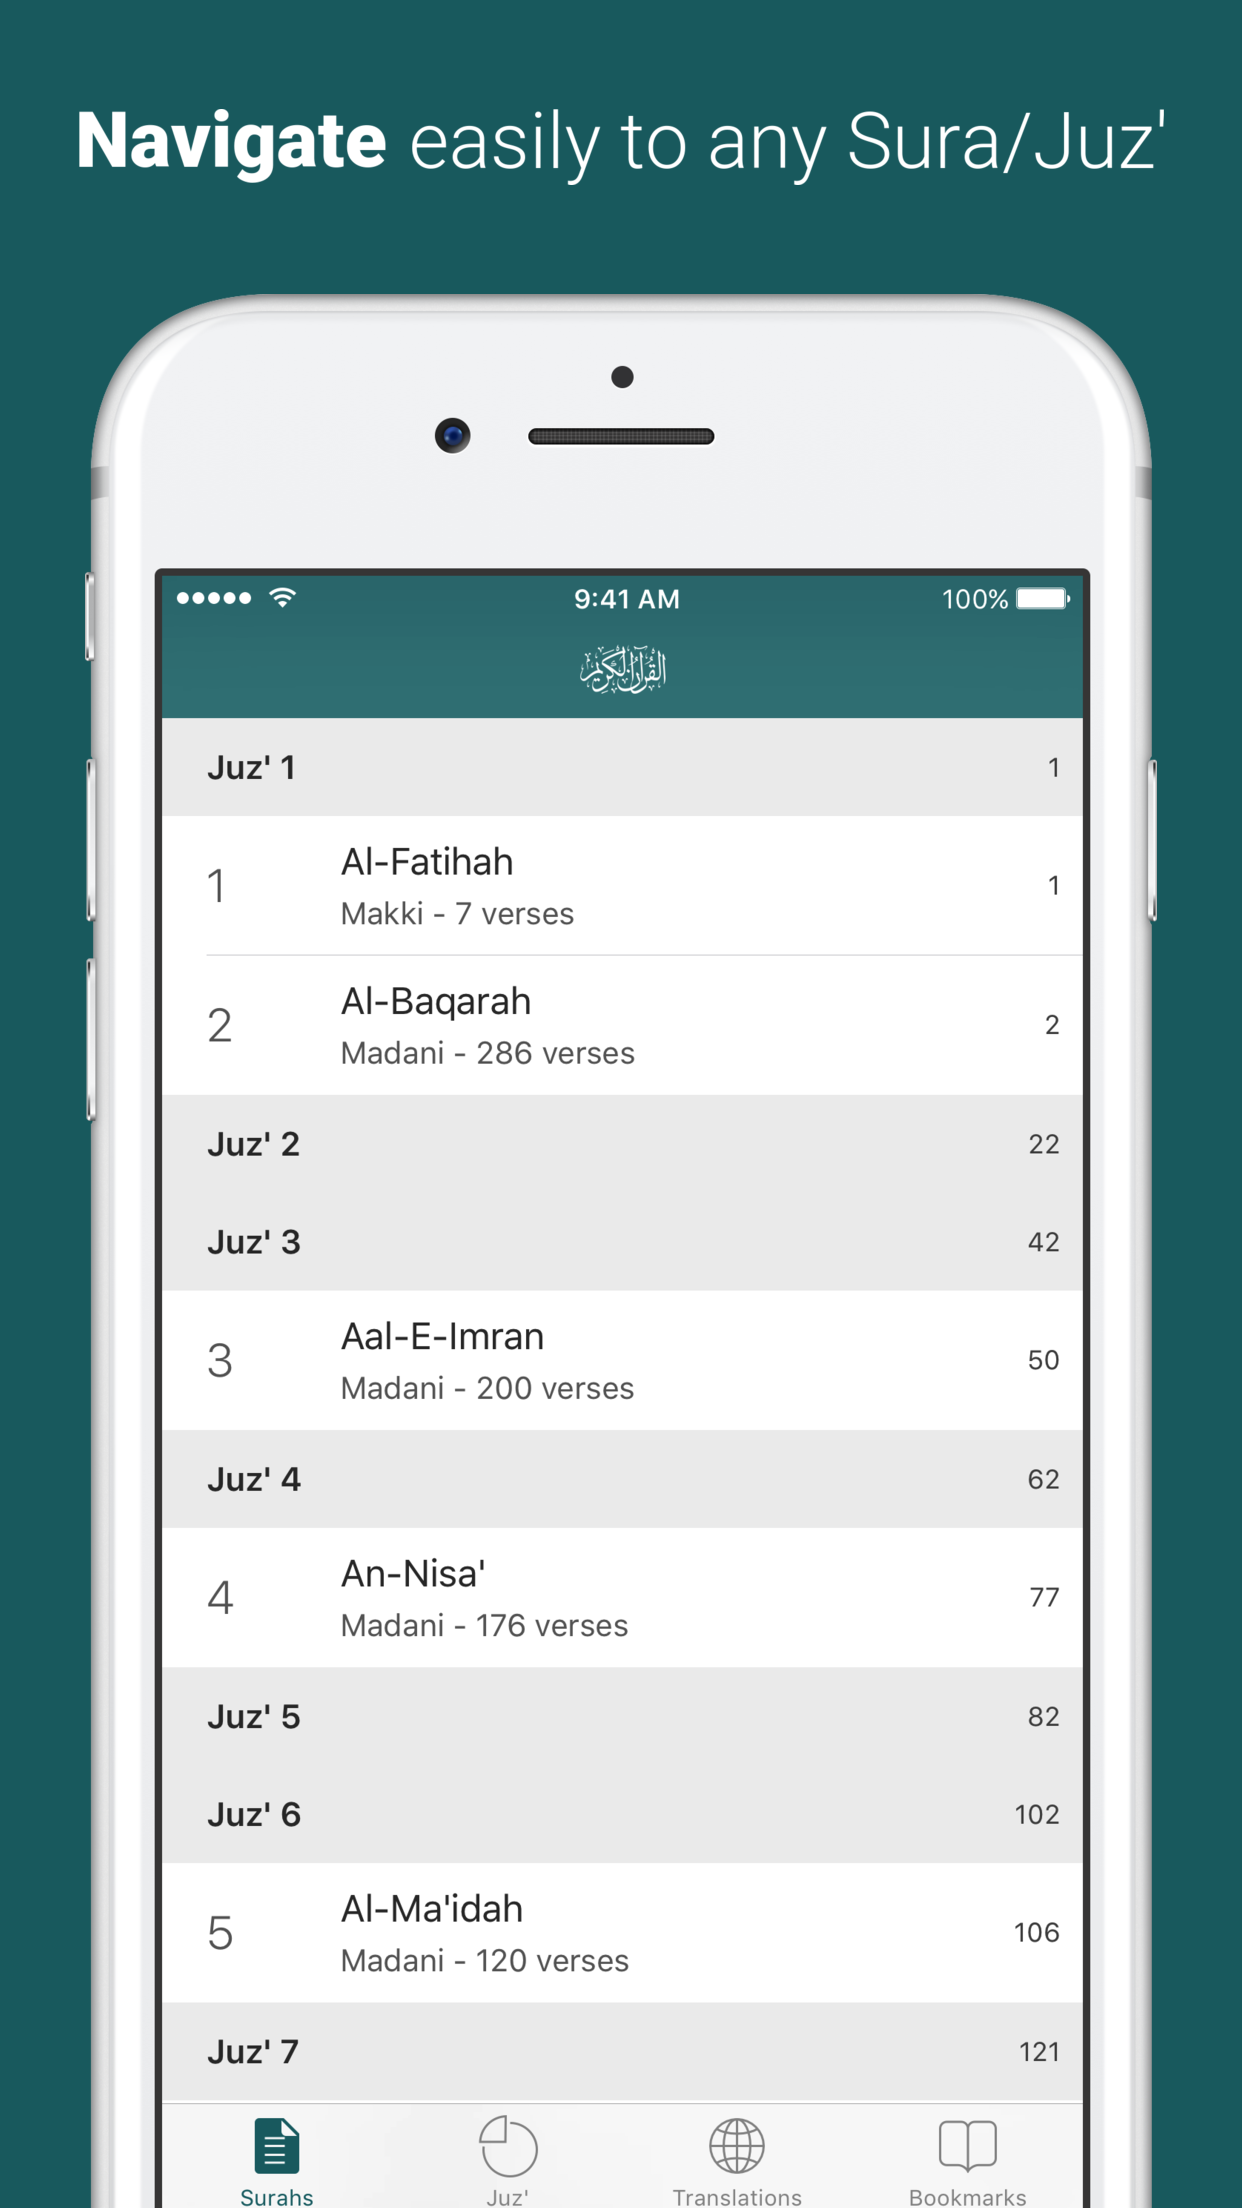 Navigate easily to any Sura/Juz'
9:41 AM
100%
القرآن الكريم
Juz' 1 1
1 Al-Fatihah 1
Makki - 7 verses
2 Al-Baqarah 2
Madani - 286 verses
Juz' 2 22
Juz' 3 42
3 Aal-E-Imran 50
Madani - 200 verses
Juz' 4 62
4 An-Nisa' 77
Madani - 176 verses
Juz' 5 82
Juz' 6 102
5 Al-Ma'idah 106
Madani - 120 verses
Juz' 7 121
Surahs Juz' Translations Bookmarks